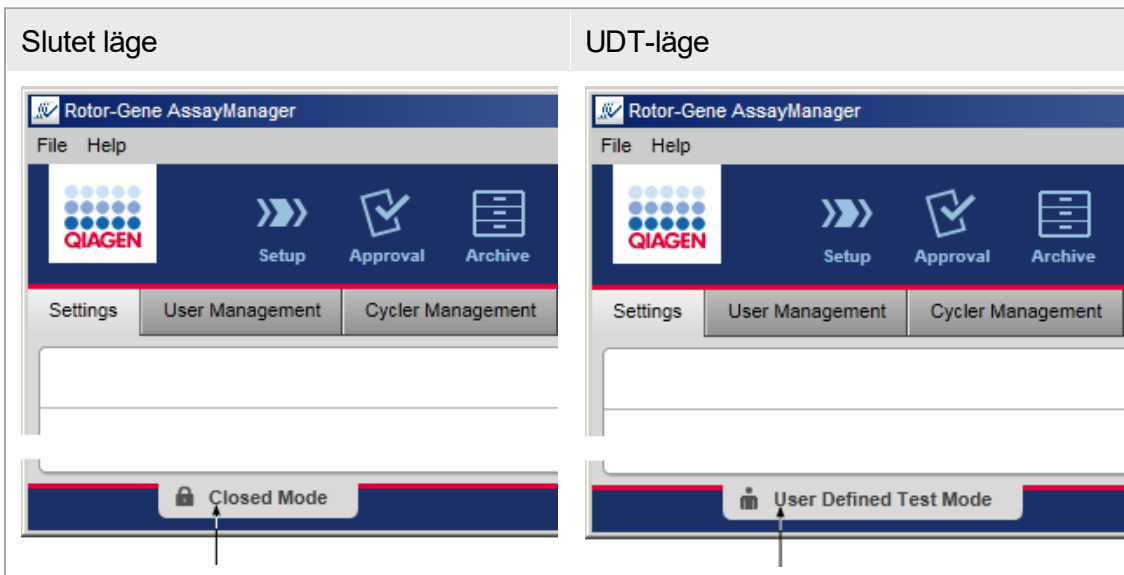 Slutet läge
UDT-läge
Rotor-Gene AssayManager
File Help
QIAGEN
Setup Approval Archive
Settings User Management Cycler Management
Closed Mode
Rotor-Gene AssayManager
File Help
QIAGEN
Setup Approval Archive
Settings User Management Cycler Management
User Defined Test Mode